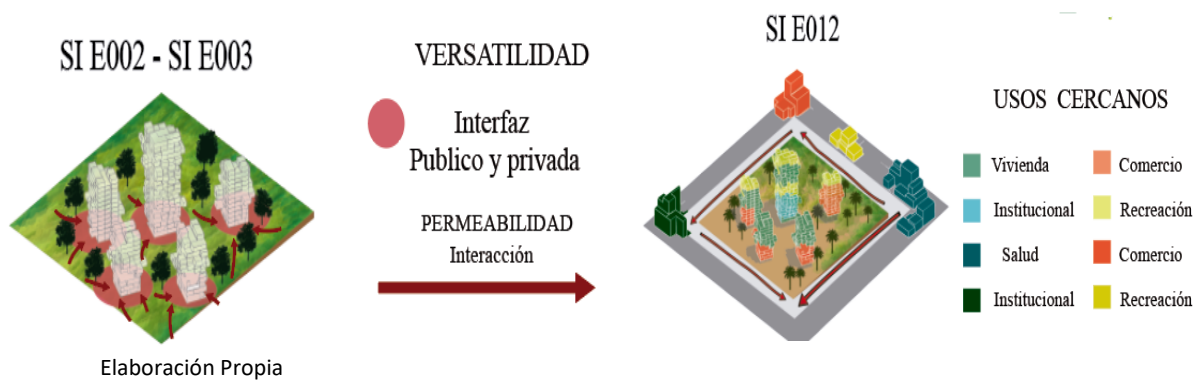 SI E002 - SI E003
VERSATILIDAD
Interfaz
Publico y privada
PERMEABILIDAD
Interacción
Elaboración Propia
SI E012
USOS CERCANOS
Vivienda
Comercio
Institucional
Recreación
Salud
Comercio
Institucional
Recreación